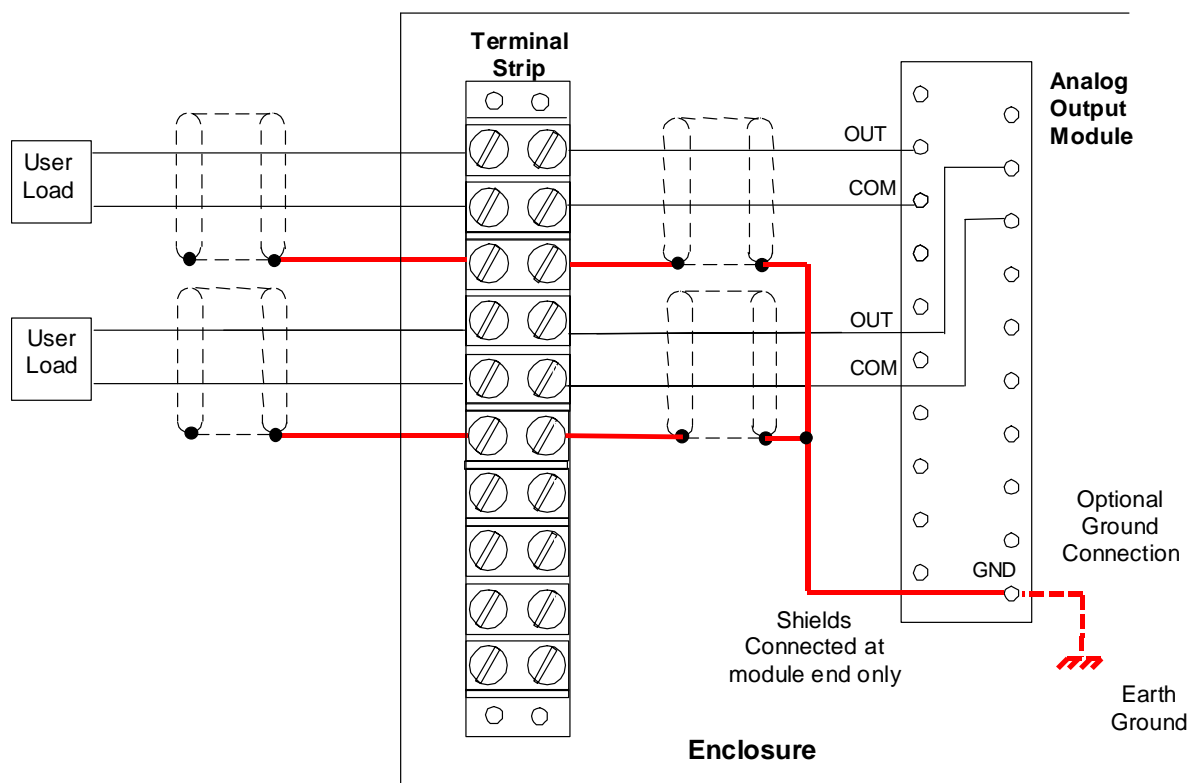 Terminal
Strip
Analog
Output
Module
User
Load
OUT
COM
User
Load
OUT
COM
Optional
Ground
Connection
GND
Shields
Connected at
module end only
Earth
Ground
Enclosure